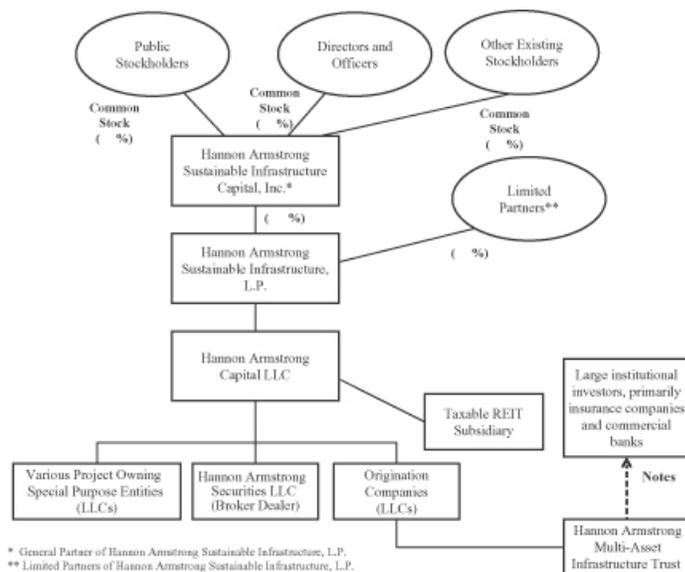 Public
Stockholders
Directors and
Officers
Other Existing
Stockholders
Common
Stock
( %)
Common
Stock
( %)
Common
Stock
( %)
Hannon Armstrong
Sustainable Infrastructure
Capital, Inc.*
Limited
Partners**
( %)
( %)
Hannon Armstrong
Sustainable Infrastructure,
L.P.
Hannon Armstrong
Capital LLC
Taxable REIT
Subsidiary
Large institutional
investors, primarily
insurance companies
and commercial
banks
Various Project Owning
Special Purpose Entities
(LLCs)
Hannon Armstrong
Securities LLC
(Broker Dealer)
Origination
Companies
(LLCs)
Notes
Hannon Armstrong
Multi-Asset
Infrastructure Trust
* General Partner of Hannon Armstrong Sustainable Infrastructure, L.P.
** Limited Partners of Hannon Armstrong Sustainable Infrastructure, L.P.